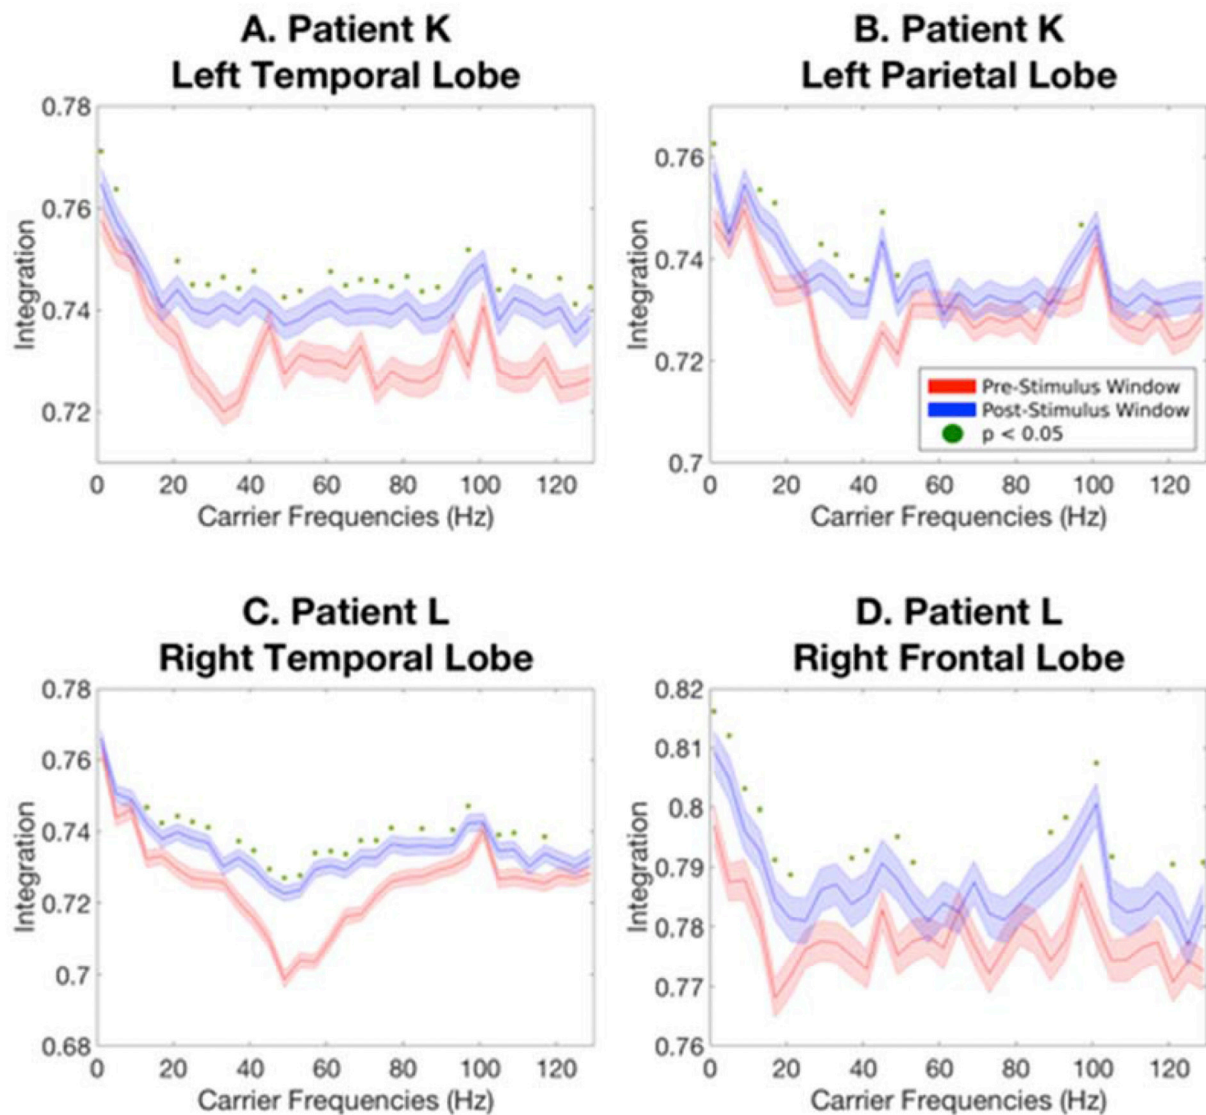 A. Patient K
Left Temporal Lobe
0.78
0.76
0.74
0.72
Integration
0 20 40 60 80 100 120
Carrier Frequencies (Hz)
B. Patient K
Left Parietal Lobe
0.76
0.74
0.72
0.7
Integration
Pre-Stimulus Window
Post-Stimulus Window
p < 0.05
0 20 40 60 80 100 120
Carrier Frequencies (Hz)
C. Patient L
Right Temporal Lobe
0.78
0.76
0.74
0.72
0.7
0.68
Integration
0 20 40 60 80 100 120
Carrier Frequencies (Hz)
D. Patient L
Right Frontal Lobe
0.82
0.81
0.8
0.79
0.78
0.77
0.76
Integration
0 20 40 60 80 100 120
Carrier Frequencies (Hz)